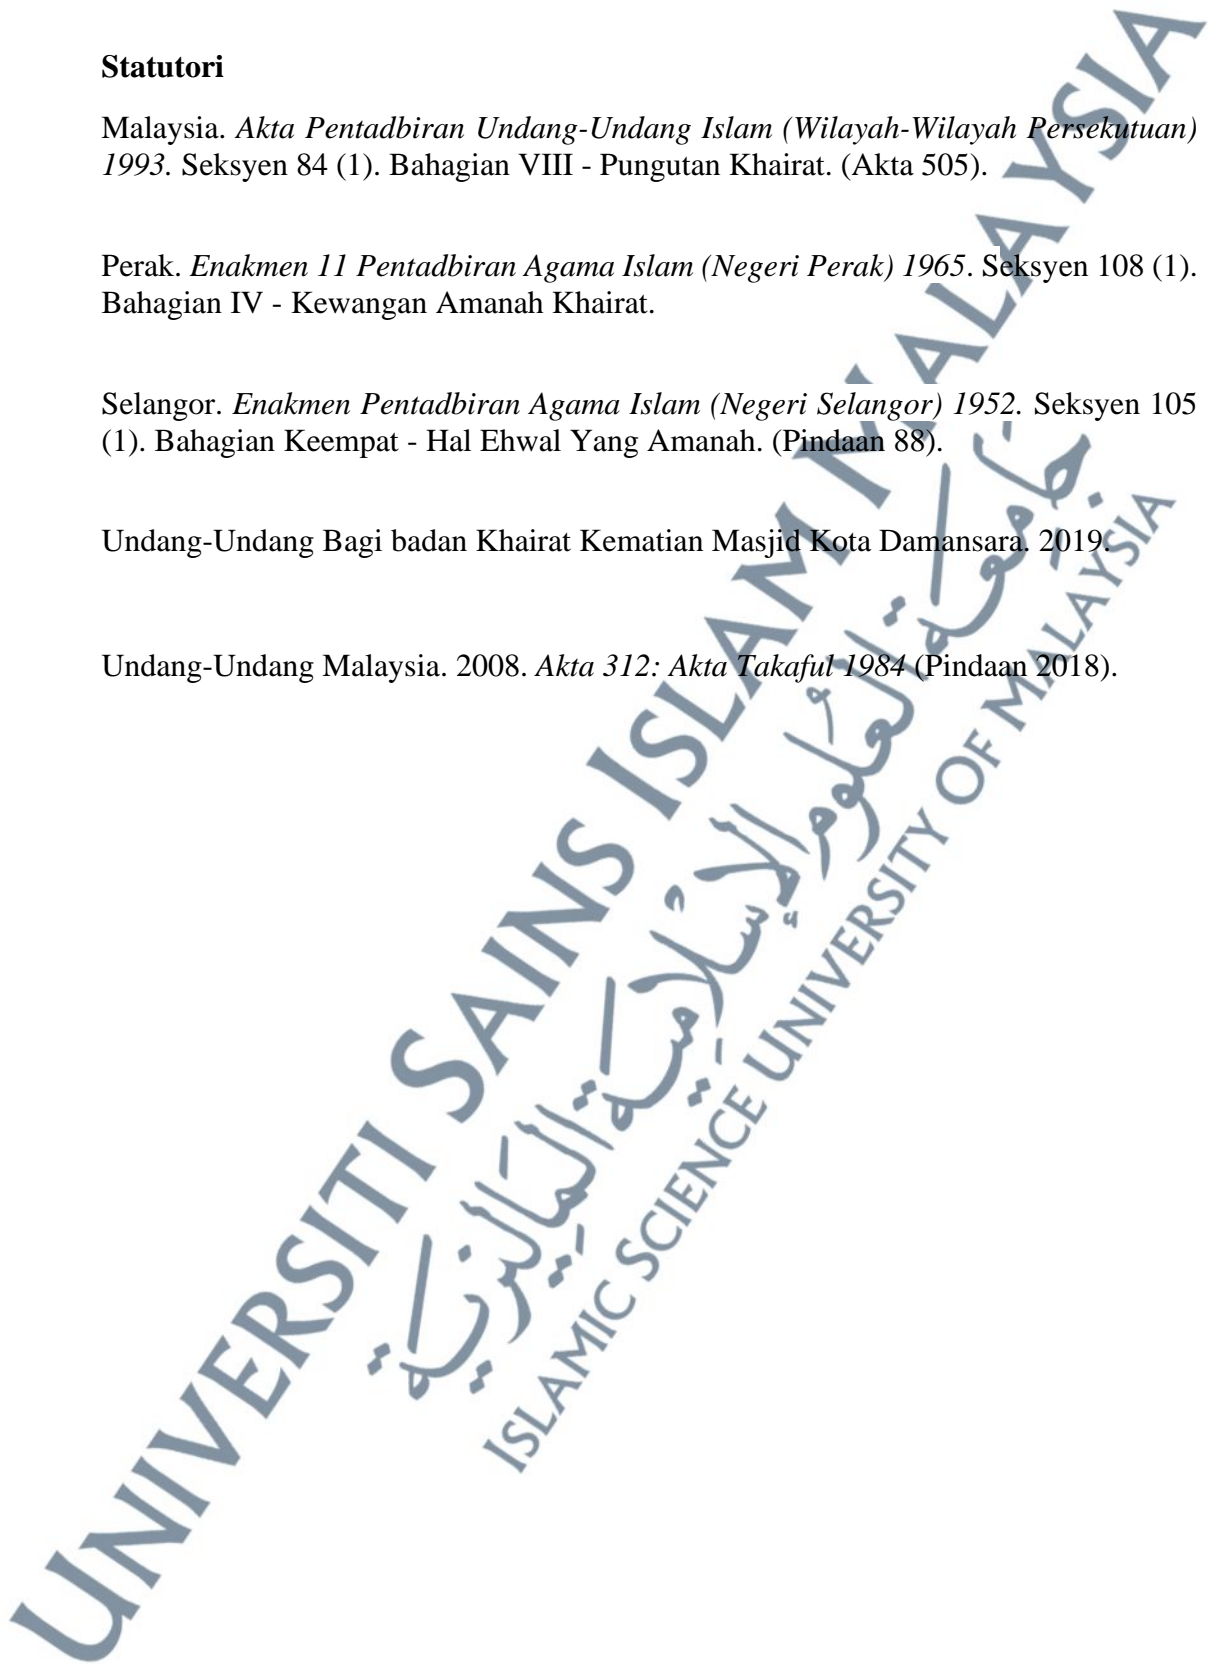 Statutori
Malaysia. Akta Pentadbiran Undang-Undang Islam (Wilayah-Wilayah Persekutuan)
1993. Seksyen 84 (1). Bahagian VIII - Pungutan Khairat. (Akta 505).
Perak. Enakmen 11 Pentadbiran Agama Islam (Negeri Perak) 1965. Seksyen 108 (1).
Bahagian IV - Kewangan Amanah Khairat.
Selangor. Enakmen Pentadbiran Agama Islam (Negeri Selangor) 1952. Seksyen 105
(1). Bahagian Keempat - Hal Ehwal Yang Amanah. (Pindaan 88).
Undang-Undang Bagi badan Khairat Kematian Masjid Kota Damansara. 2019.
Undang-Undang Malaysia. 2008. Akta 312: Akta Takaful 1984 (Pindaan 2018).
UNIVERSITI SAINS ISLAM MALAYSIA
جامعة العلوم الإسلامية الماليزية
ISLAMIC SCIENCE UNIVERSITY OF MALAYSIA